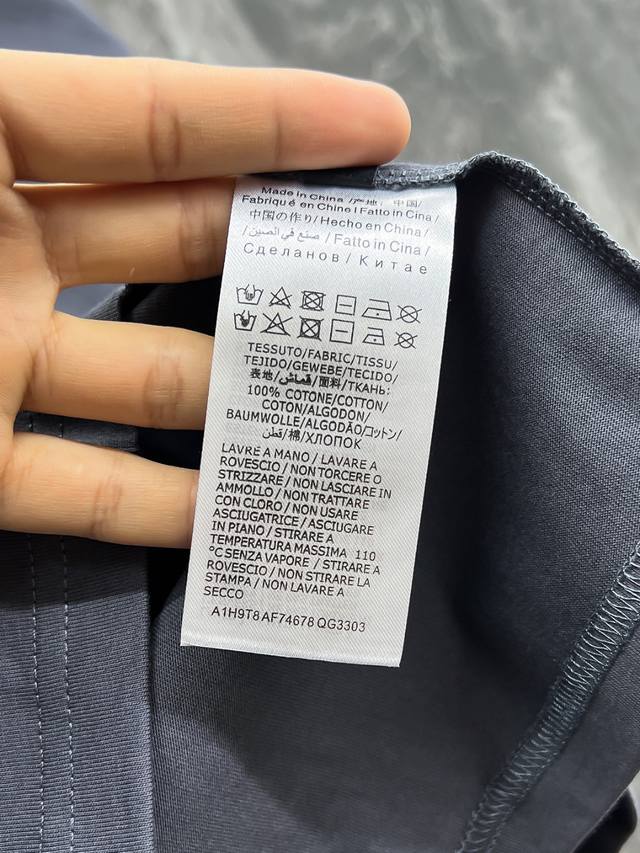 Made in China /产地: 中国/
Fabriqué en Chine I Fatto in Cina/
中国の作り/Hecho en China/
/صنع في الصين / Fatto in Cina/
Сделанов / Китае
TESSUTO/FABRIC/TISSU/
TEJIDO/GEWEBE/TECIDO/
表地/قماش/面料/ТКАНЬ:
100% COTONE/COTTON/
COTON/ALGODON/
BAUMWOLLE/ALGODÃO/コットン/
قطن/棉/ХЛОПОК
LAVRE A MANO / LAVARE A
ROVESCIO / NON TORCERE O
STRIZZARE / NON LASCIARE IN
AMMOLLO / NON TRATTARE
CON CLORO / NON USARE
ASCIUGATRICE/ ASCIUGARE
IN PIANO / STIRARE A
TEMPERATURA MASSIMA 110
°C SENZA VAPORE / STIRARE A
ROVESCIO / NON STIRARE LA
STAMPA / NON LAVARE A
SECCO
A1H9T8 AF74678 QG3303